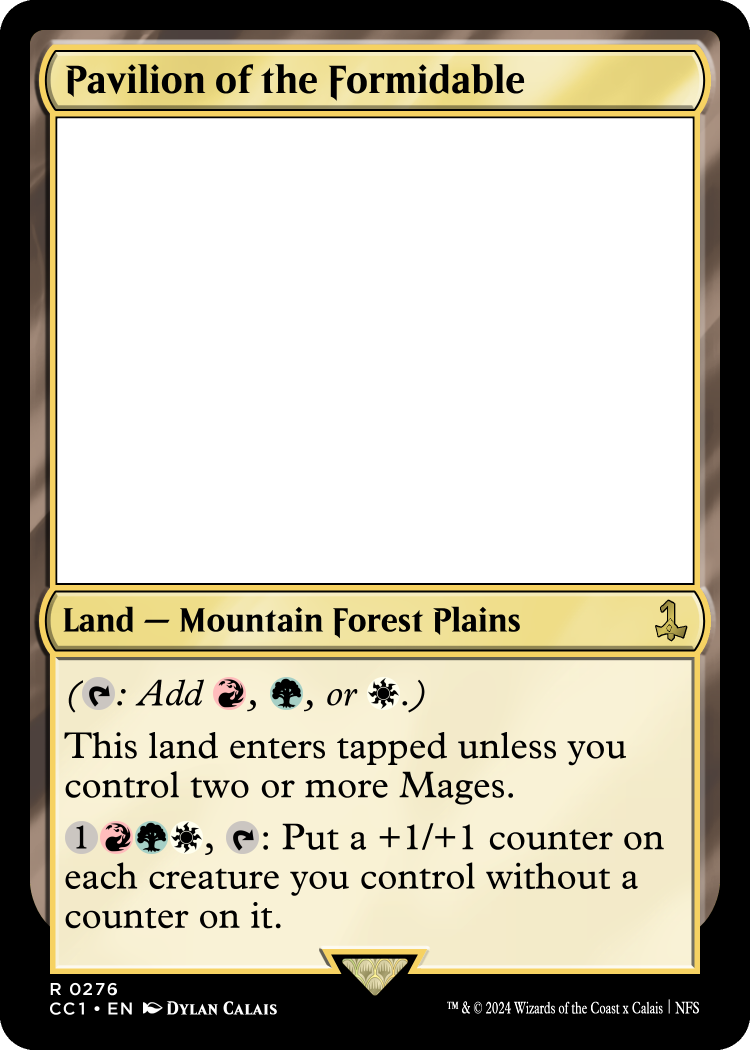 Pavilion of the Formidable
Land — Mountain Forest Plains
(: Add , , or .)
This land enters tapped unless you
control two or more Mages.
1, : Put a +1/+1 counter on
each creature you control without a
counter on it.
R 0276
CC1 • EN DYLAN CALAIS
™ & © 2024 Wizards of the Coast x Calais | NFS